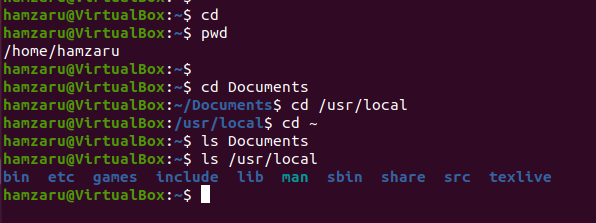 hamzaru@VirtualBox:~$ cd
hamzaru@VirtualBox:~$ pwd
/home/hamzaru
hamzaru@VirtualBox:~$
hamzaru@VirtualBox:~$ cd Documents
hamzaru@VirtualBox:~/Documents$ cd /usr/local
hamzaru@VirtualBox:/usr/local$ cd ~
hamzaru@VirtualBox:~$ ls Documents
hamzaru@VirtualBox:~$ ls /usr/local
bin etc games include lib man sbin share src texlive
hamzaru@VirtualBox:~$